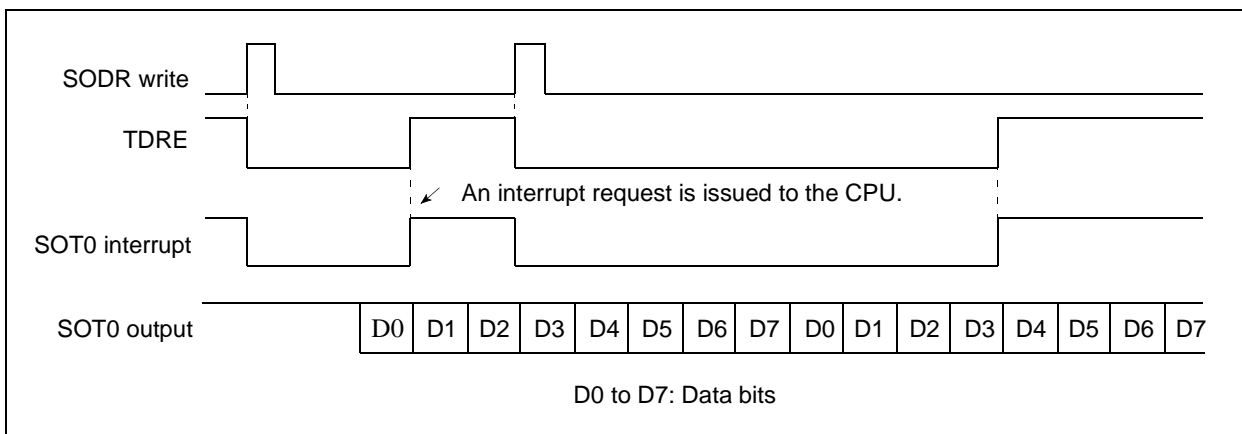 SODR write
TDRE
An interrupt request is issued to the CPU.
SOT0 interrupt
SOT0 output D0 D1 D2 D3 D4 D5 D6 D7 D0 D1 D2 D3 D4 D5 D6 D7
D0 to D7: Data bits